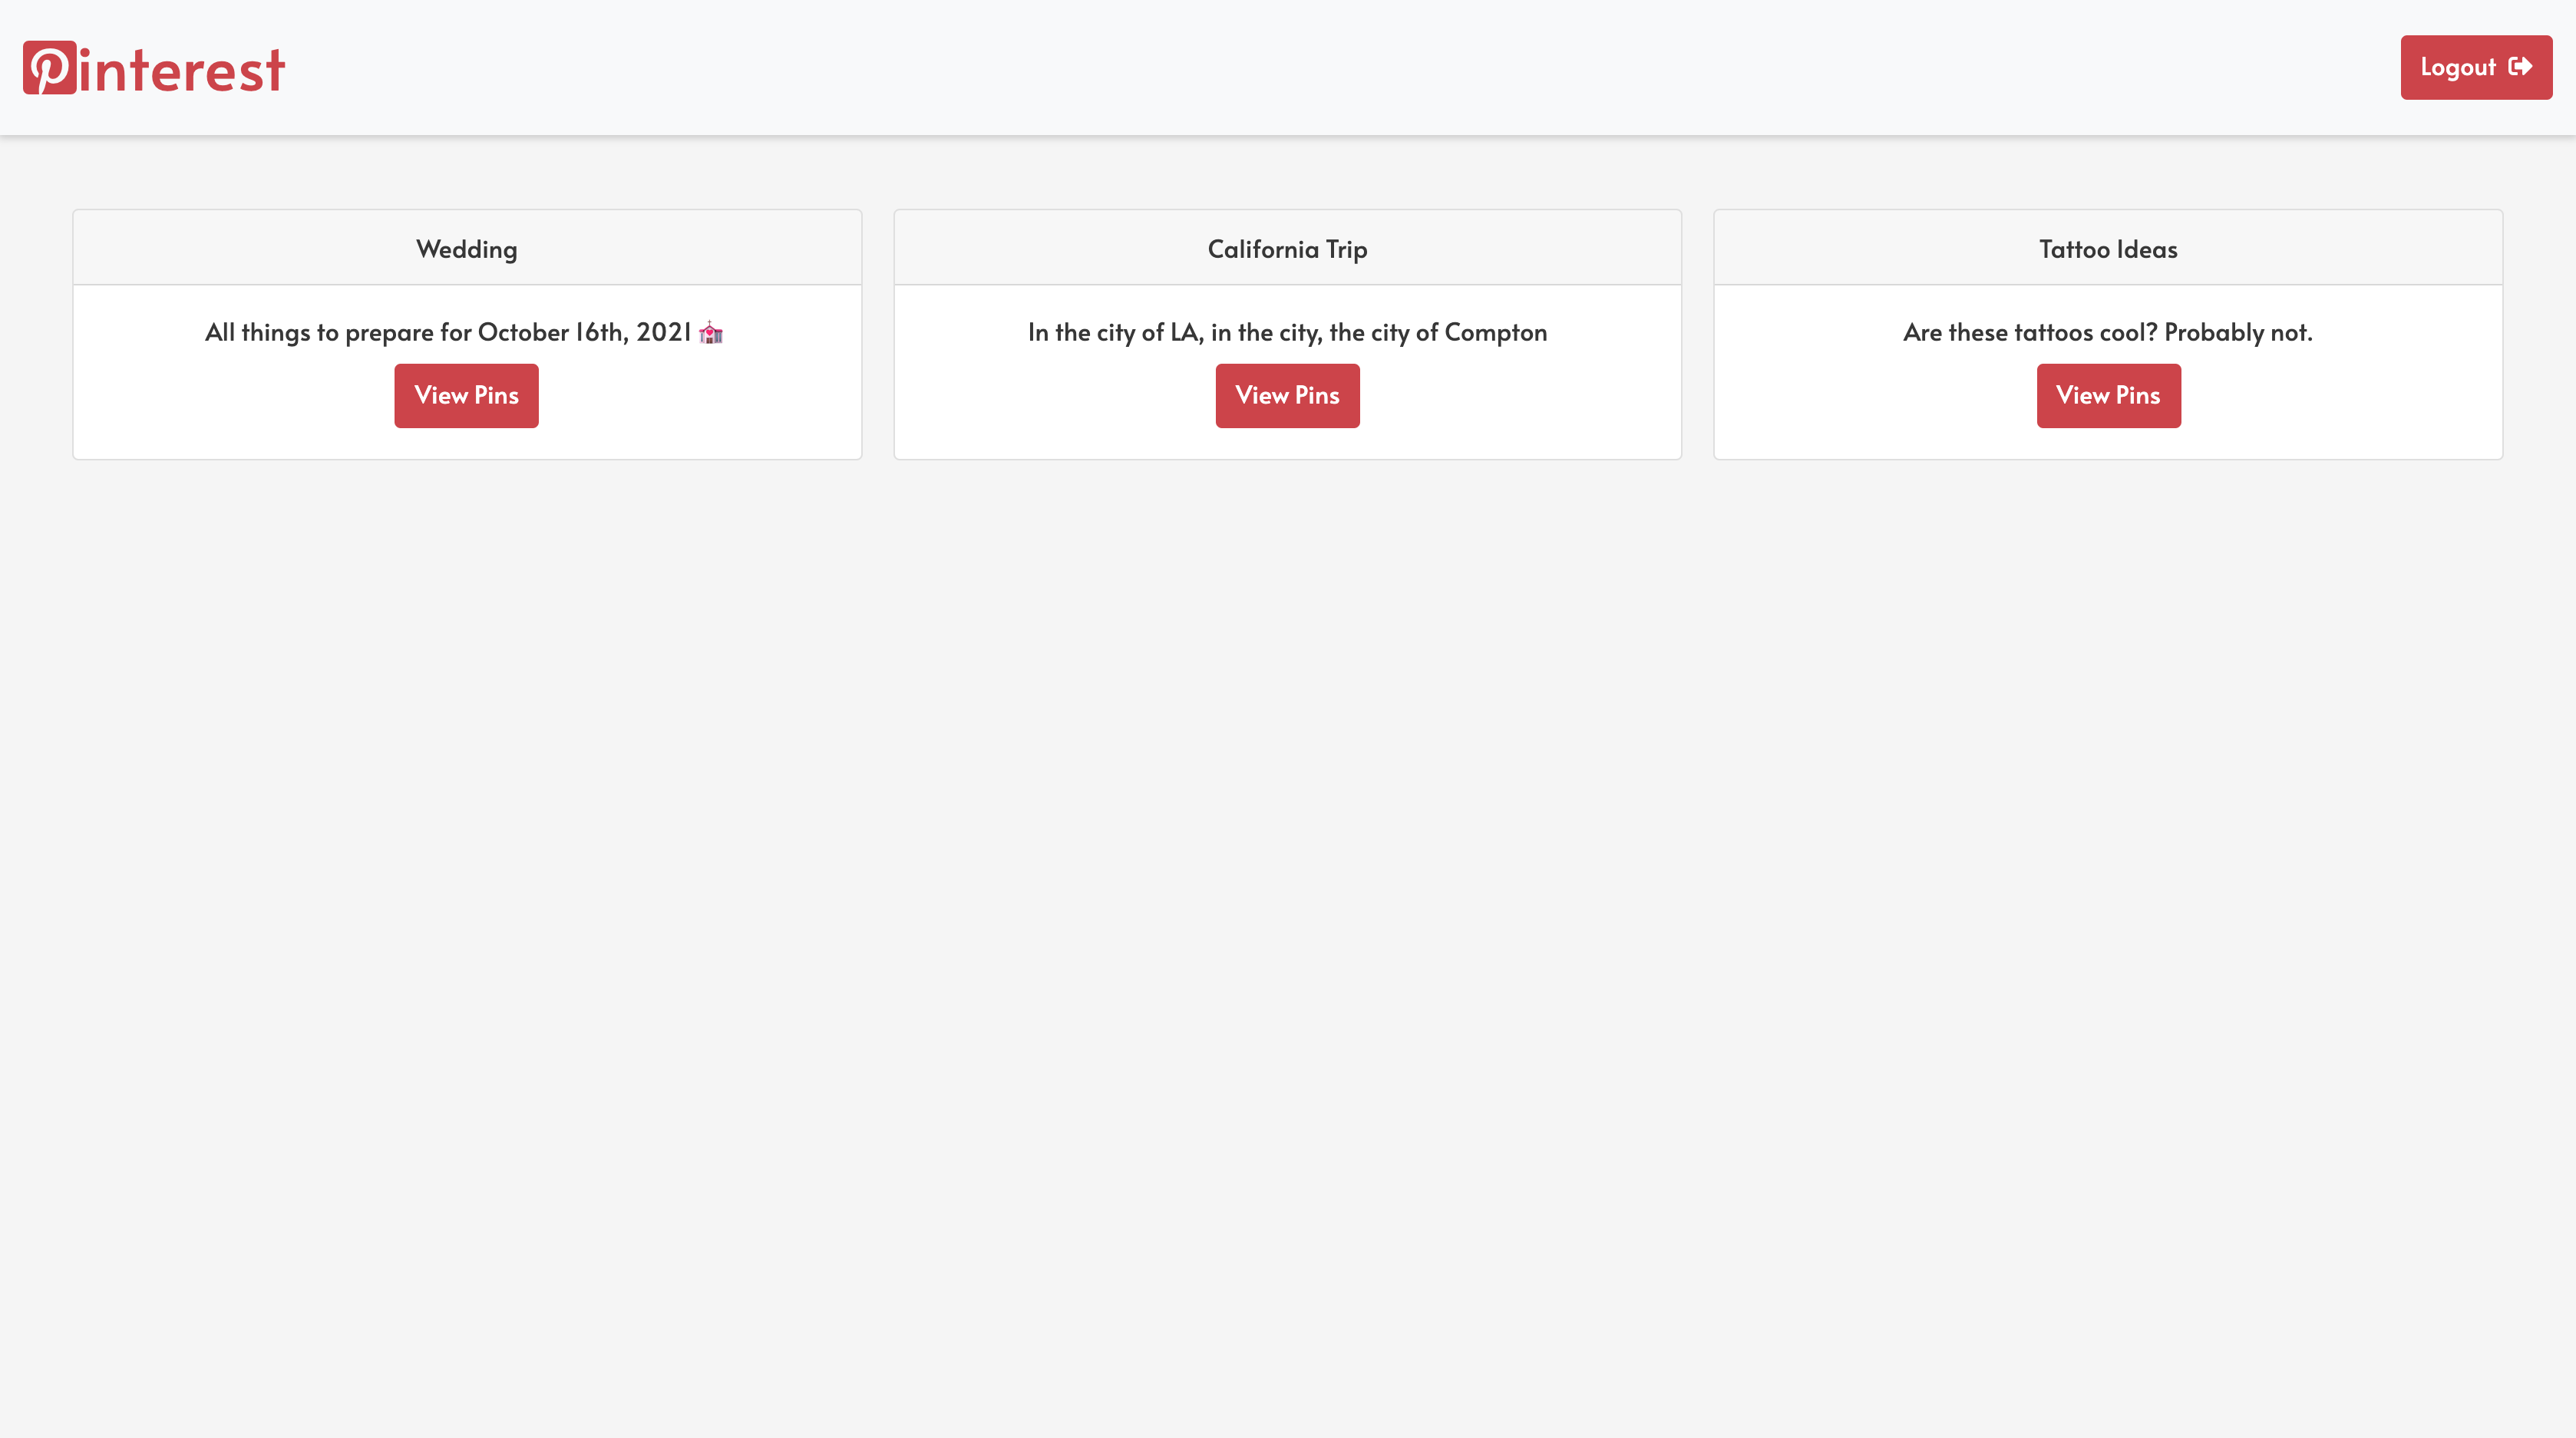 Pinterest
Logout
Wedding
All things to prepare for October 16th, 2021 💒
View Pins
California Trip
In the city of LA, in the city, the city of Compton
View Pins
Tattoo Ideas
Are these tattoos cool? Probably not.
View Pins